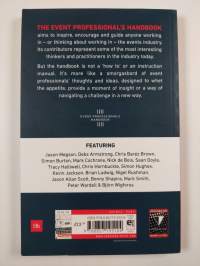 THE EVENT PROFESSIONAL'S HANDBOOK
aims to inspire, encourage and guide anyone working
in – or thinking about working in – the events industry.
Its contributors represent some of the most interesting
thinkers and practitioners in the industry today.
But the handbook is not a 'how to' or an instruction
manual. It's more like a smorgasbord of event
professionals' thoughts and ideas, designed to whet
the appetite, provide a moment of insight or a way of
navigating a challenge in a new way.
THE
EVENT PROFESSIONAL'S
HANDBOOK
FEATURING
Jason Megson, Debs Armstrong, Chris Baréz-Brown,
Simon Burton, Mark Cochrane, Nick de Bois, Sean Doyle,
Tracy Halliwell, Chris Hornbuckle, Simon Hughes,
Kevin Jackson, Brian Ludwig, Nigel Rushman,
Jason Allan Scott, Benny Shapira, Mark Smith,
Peter Wardell & Björn Wigforss